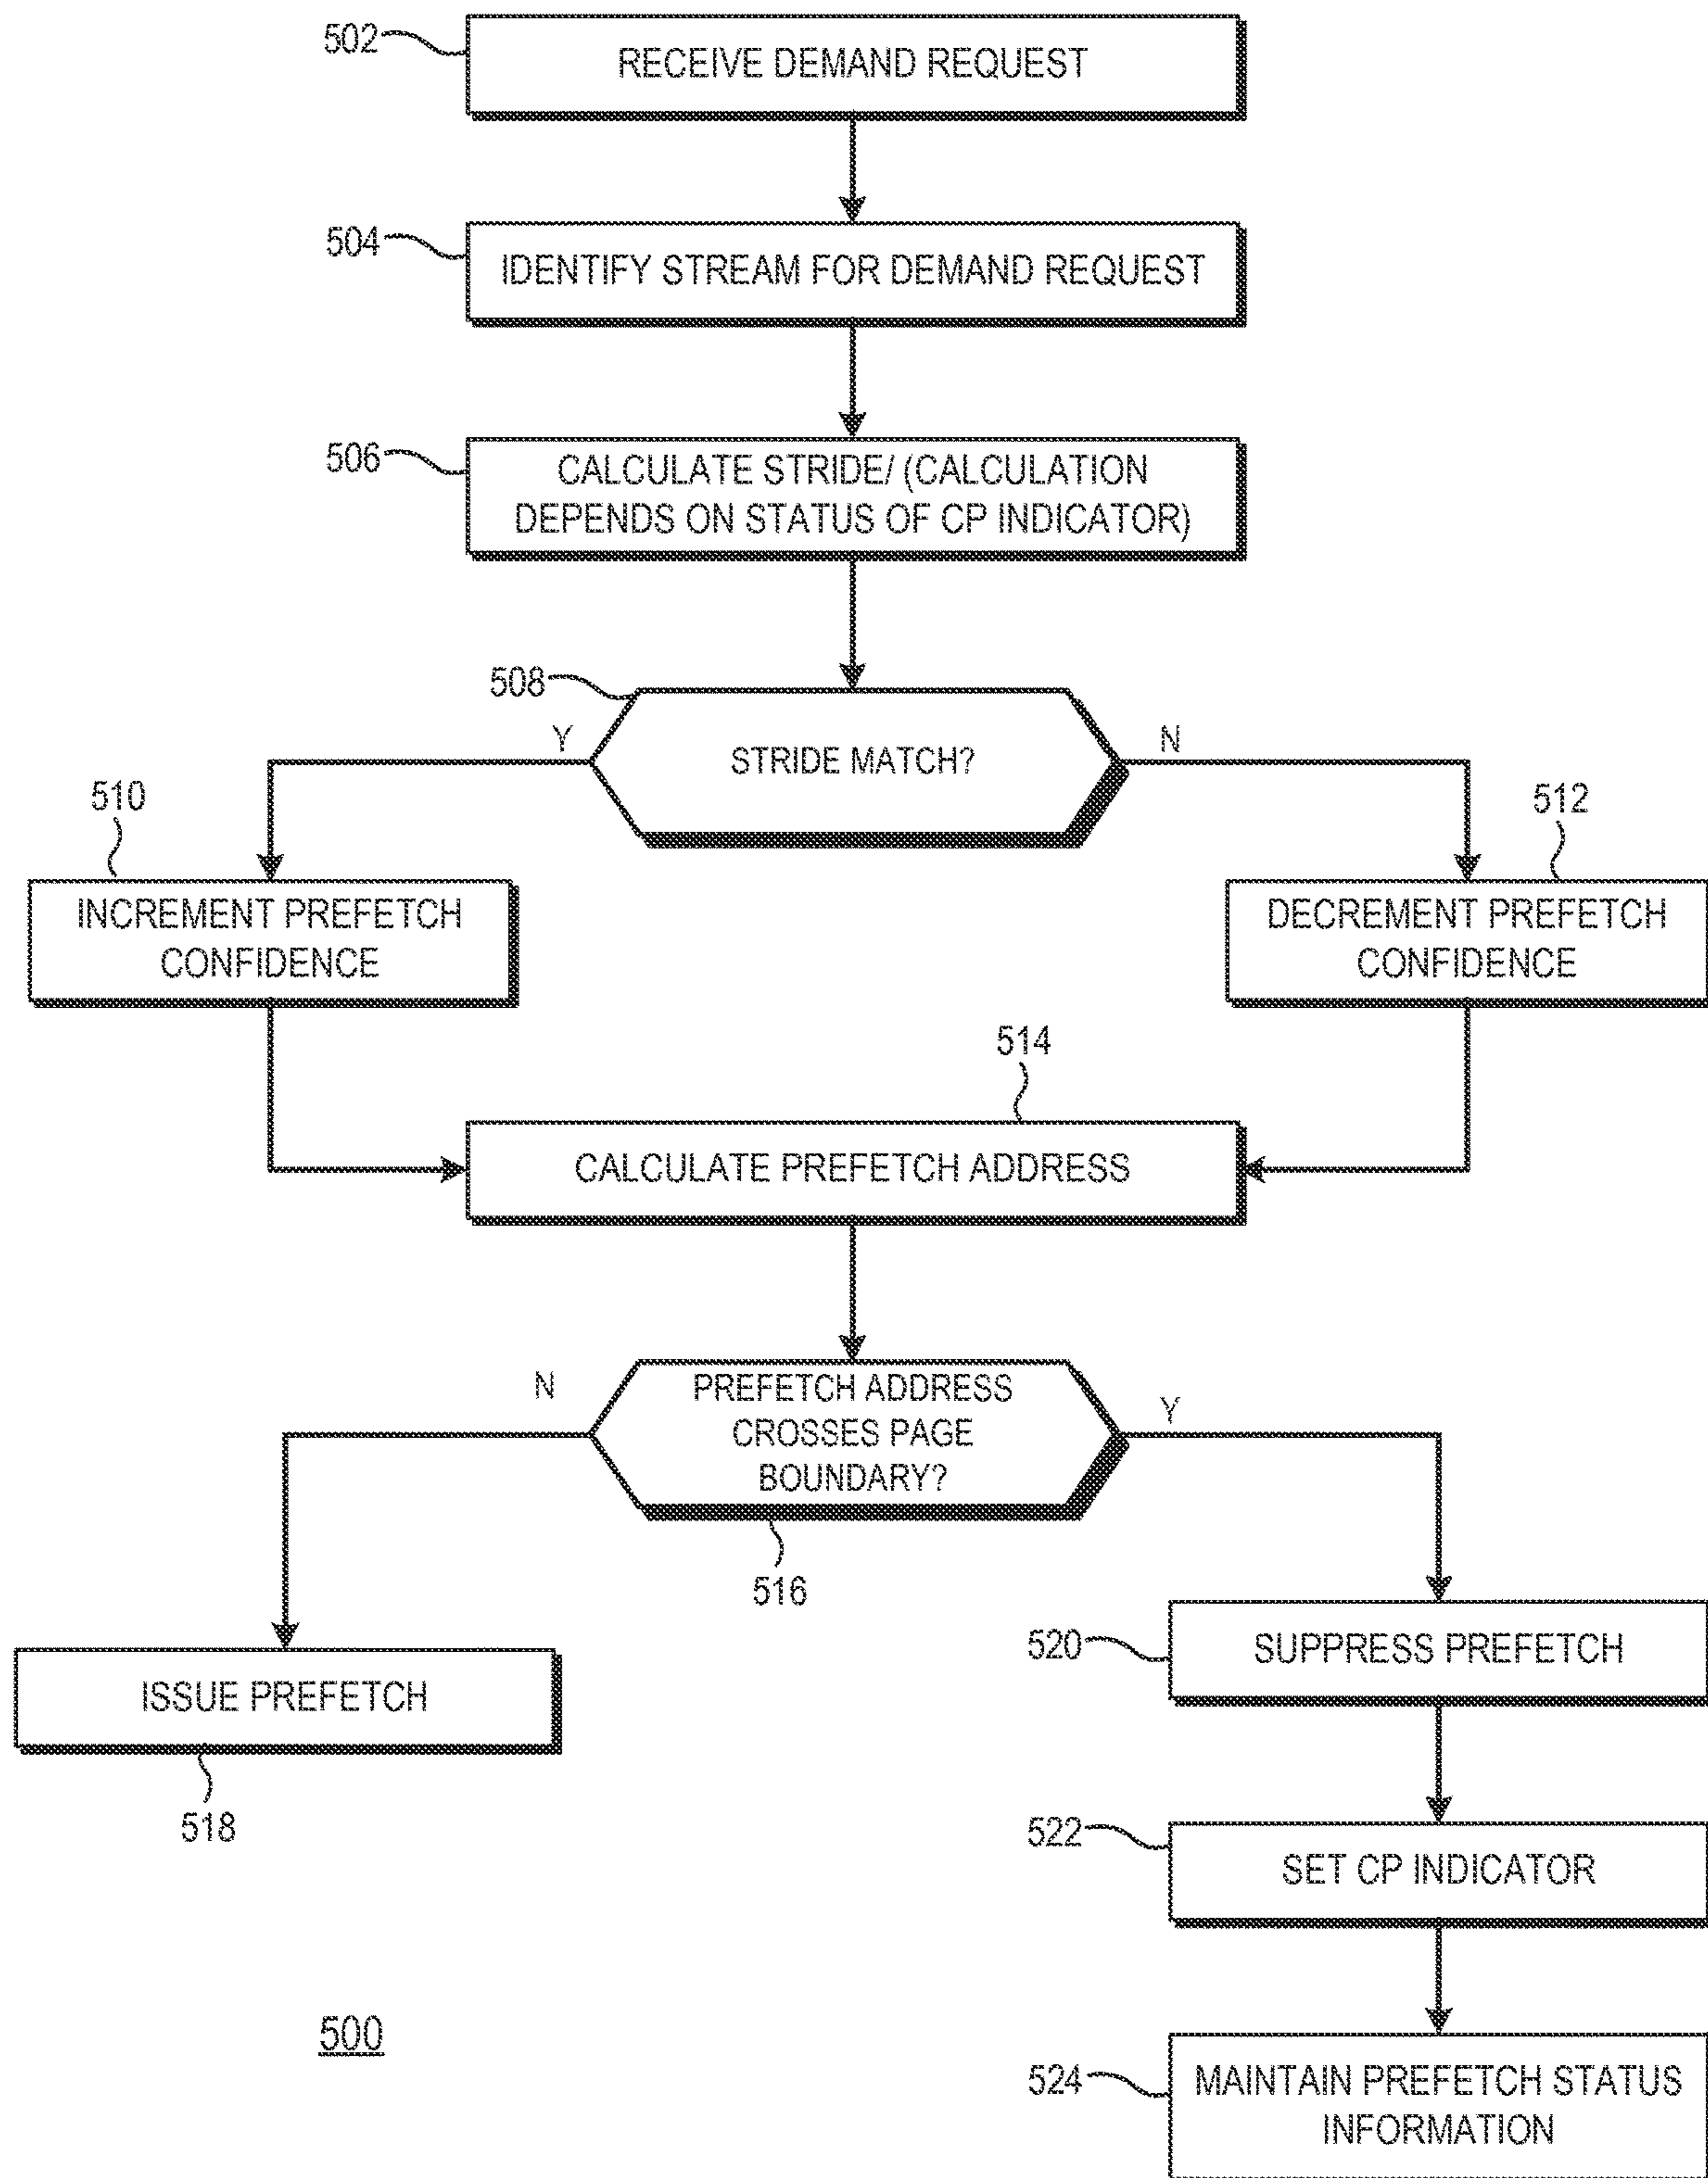 502
RECEIVE DEMAND REQUEST
504
IDENTIFY STREAM FOR DEMAND REQUEST
506
CALCULATE STRIDE/ (CALCULATION
DEPENDS ON STATUS OF CP INDICATOR)
508
Y
STRIDE MATCH?
N
510
512
INCREMENT PREFETCH
CONFIDENCE
DECREMENT PREFETCH
CONFIDENCE
514
CALCULATE PREFETCH ADDRESS
N
PREFETCH ADDRESS
CROSSES PAGE
BOUNDARY?
Y
516
520
SUPPRESS PREFETCH
ISSUE PREFETCH
518
522
SET CP INDICATOR
500
524
MAINTAIN PREFETCH STATUS
INFORMATION